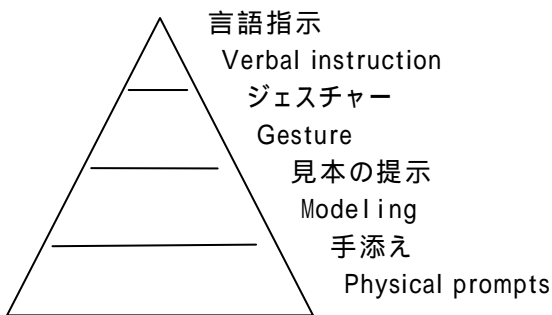 言語指示
Verbal instruction
ジェスチャー
Gesture
見本の提示
Modeling
手添え
Physical prompts